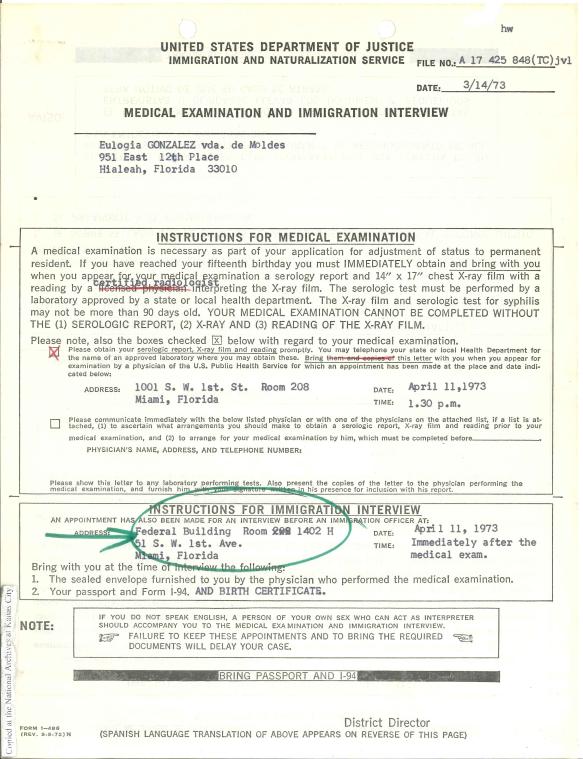 hw
UNITED STATES DEPARTMENT OF JUSTICE
IMMIGRATION AND NATURALIZATION SERVICE
FILE NO.: A 17 425 848(TC)jvl
DATE: 3/14/73
MEDICAL EXAMINATION AND IMMIGRATION INTERVIEW
Eulogia GONZALEZ vda. de Moldes
951 East 12th Place
Hialeah, Florida 33010
INSTRUCTIONS FOR MEDICAL EXAMINATION
A medical examination is necessary as part of your application for adjustment of status to permanent
resident. If you have reached your fifteenth birthday you must IMMEDIATELY obtain and bring with you
when you appear for your medical examination a serology report and 14" x 17" chest X-ray film with a
certified radiologist
reading by a licensed physician interpreting the X-ray film. The serologic test must be performed by a
laboratory approved by a state or local health department. The X-ray film and serologic test for syphilis
may not be more than 90 days old. YOUR MEDICAL EXAMINATION CANNOT BE COMPLETED WITHOUT
THE (1) SEROLOGIC REPORT, (2) X-RAY AND (3) READING OF THE X-RAY FILM.
Please note, also the boxes checked X below with regard to your medical examination.
X Please obtain your serologic report, X-ray film and reading promptly. You may telephone your state or local Health Department for
the name of an approved laboratory where you may obtain these. Bring them and copies of this letter with you when you appear for
examination by a physician of the U.S. Public Health Service for which an appointment has been made at the place and date indi-
cated below:
ADDRESS: 1001 S. W. 1st. St. Room 208 DATE: April 11,1973
Miami, Florida TIME: 1.30 p.m.
Please communicate immediately with the below listed physician or with one of the physicians on the attached list, if a list is at-
tached, (1) to ascertain what arrangements you should make to obtain a serologic report, X-ray film and reading prior to your
medical examination, and (2) to arrange for your medical examination by him, which must be completed before
PHYSICIAN'S NAME, ADDRESS, AND TELEPHONE NUMBER:
Please show this letter to any laboratory performing tests. Also present the copies of the letter to the physician performing the
medical examination, and furnish him with your signature written in his presence for inclusion with his report.
INSTRUCTIONS FOR IMMIGRATION INTERVIEW
AN APPOINTMENT HAS ALSO BEEN MADE FOR AN INTERVIEW BEFORE AN IMMIGRATION OFFICER AT:
ADDRESS: Federal Building Room 1402 H DATE: April 11, 1973
51 S. W. 1st. Ave. TIME: Immediately after the
Miami, Florida medical exam.
Bring with you at the time of interview the following:
1. The sealed envelope furnished to you by the physician who performed the medical examination.
2. Your passport and Form I-94, AND BIRTH CERTIFICATE.
NOTE:
IF YOU DO NOT SPEAK ENGLISH, A PERSON OF YOUR OWN SEX WHO CAN ACT AS INTERPRETER
SHOULD ACCOMPANY YOU TO THE MEDICAL EXAMINATION AND IMMIGRATION INTERVIEW.
FAILURE TO KEEP THESE APPOINTMENTS AND TO BRING THE REQUIRED
DOCUMENTS WILL DELAY YOUR CASE.
BRING PASSPORT AND I-94
District Director
FORM I-486
(REV. 5-5-72) N
(SPANISH LANGUAGE TRANSLATION OF ABOVE APPEARS ON REVERSE OF THIS PAGE)
Copied at the National Archives at Kansas City